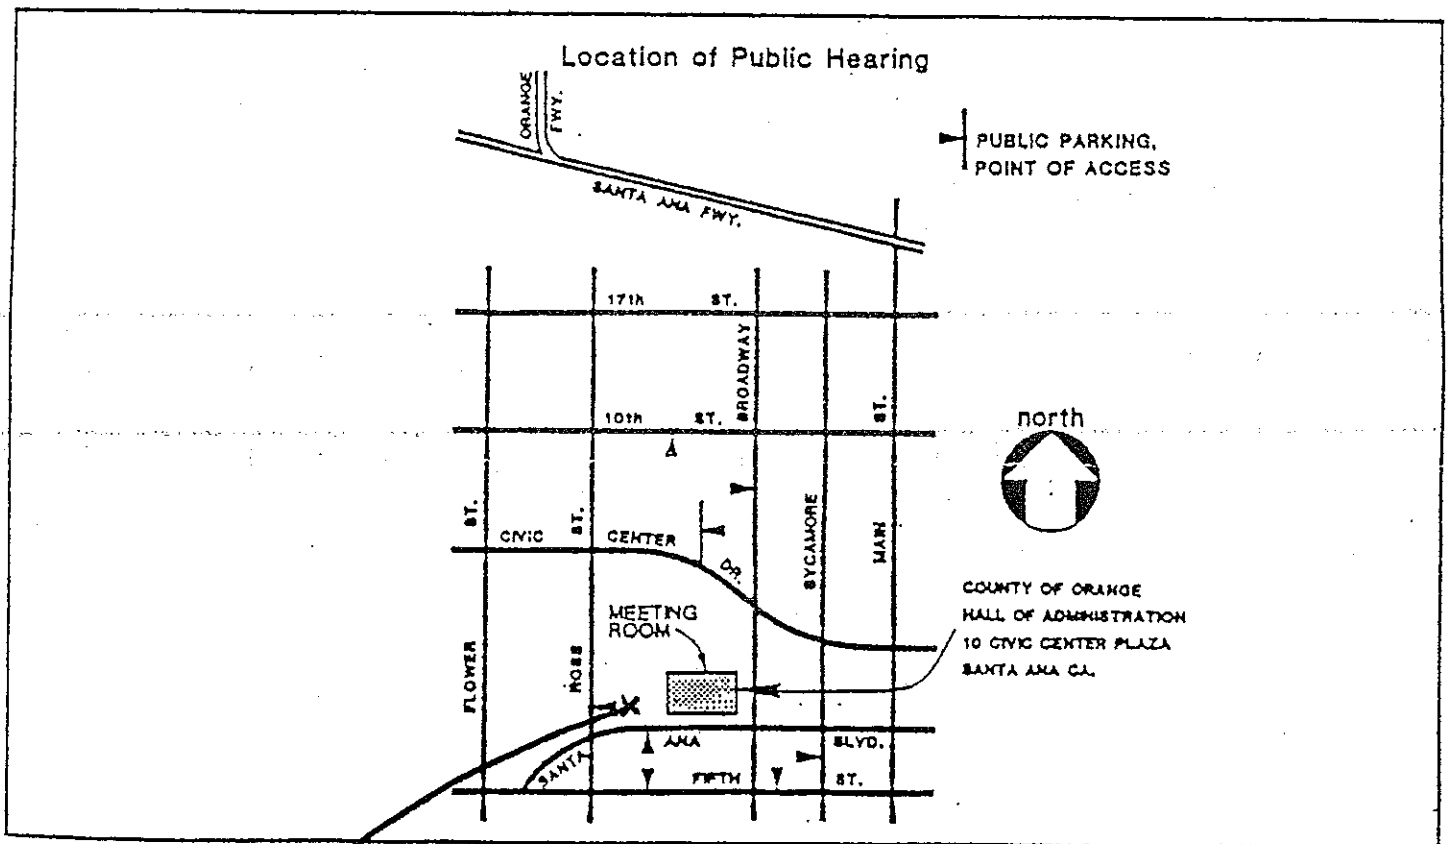 Location of Public Hearing
ORANGE
FWY.
SANTA ANA FWY.
PUBLIC PARKING,
POINT OF ACCESS
17th ST.
BROADWAY
10th ST.
ST.
north
ST.
ST.
CIVIC CENTER DR.
SYCAMORE
MAIN
COUNTY OF ORANGE
HALL OF ADMINISTRATION
10 CIVIC CENTER PLAZA
SANTA ANA CA.
MEETING
ROOM
FLOWER
ROSS
SANTA ANA BLVD.
FIFTH ST.